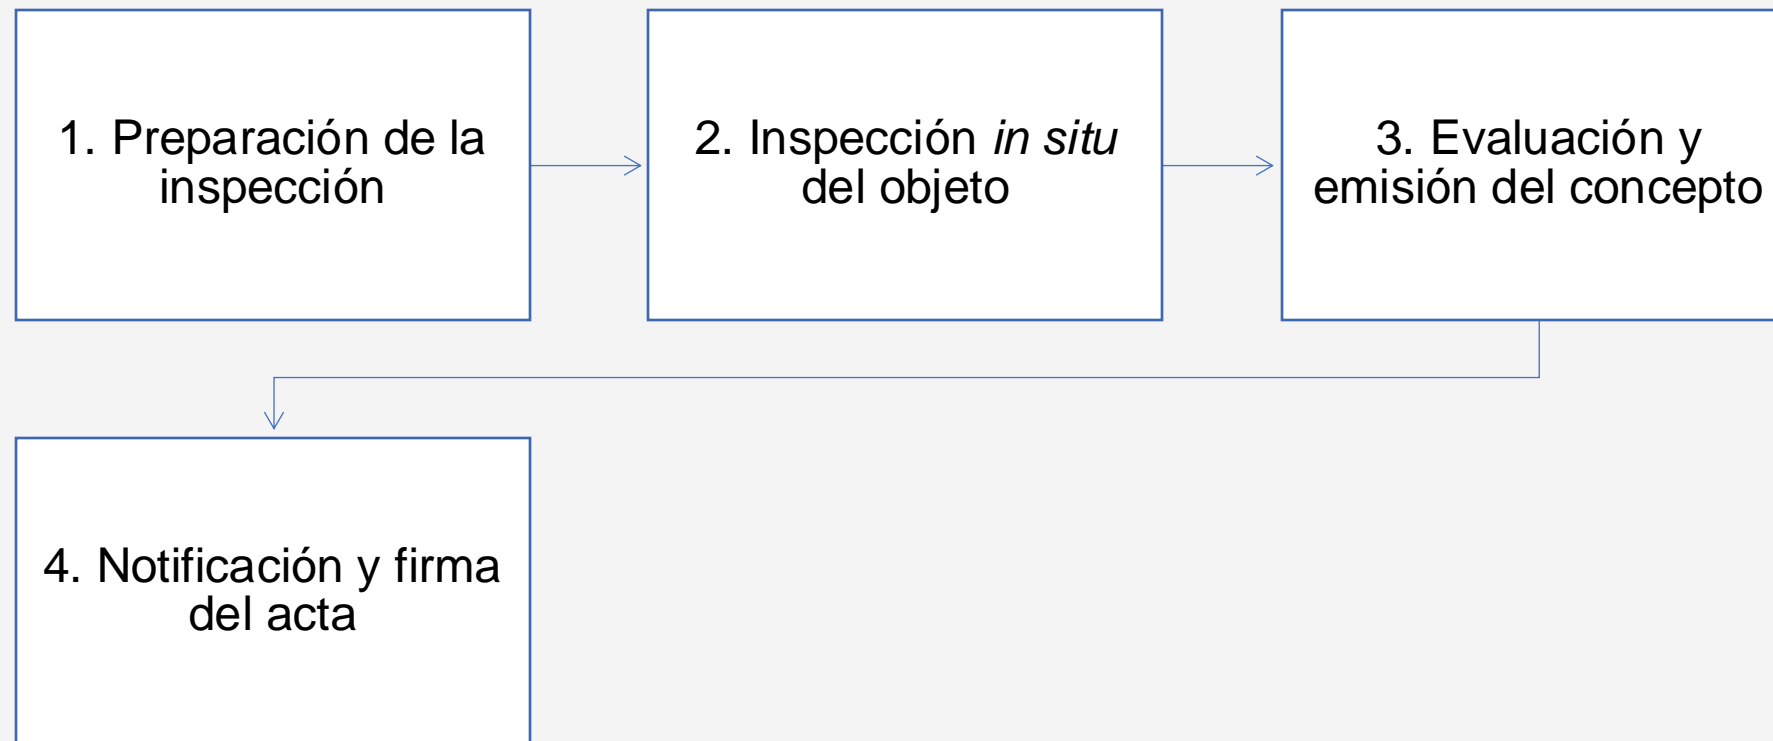 1. Preparación de la
inspección
2. Inspección in situ
del objeto
3. Evaluación y
emisión del concepto
4. Notificación y firma
del acta